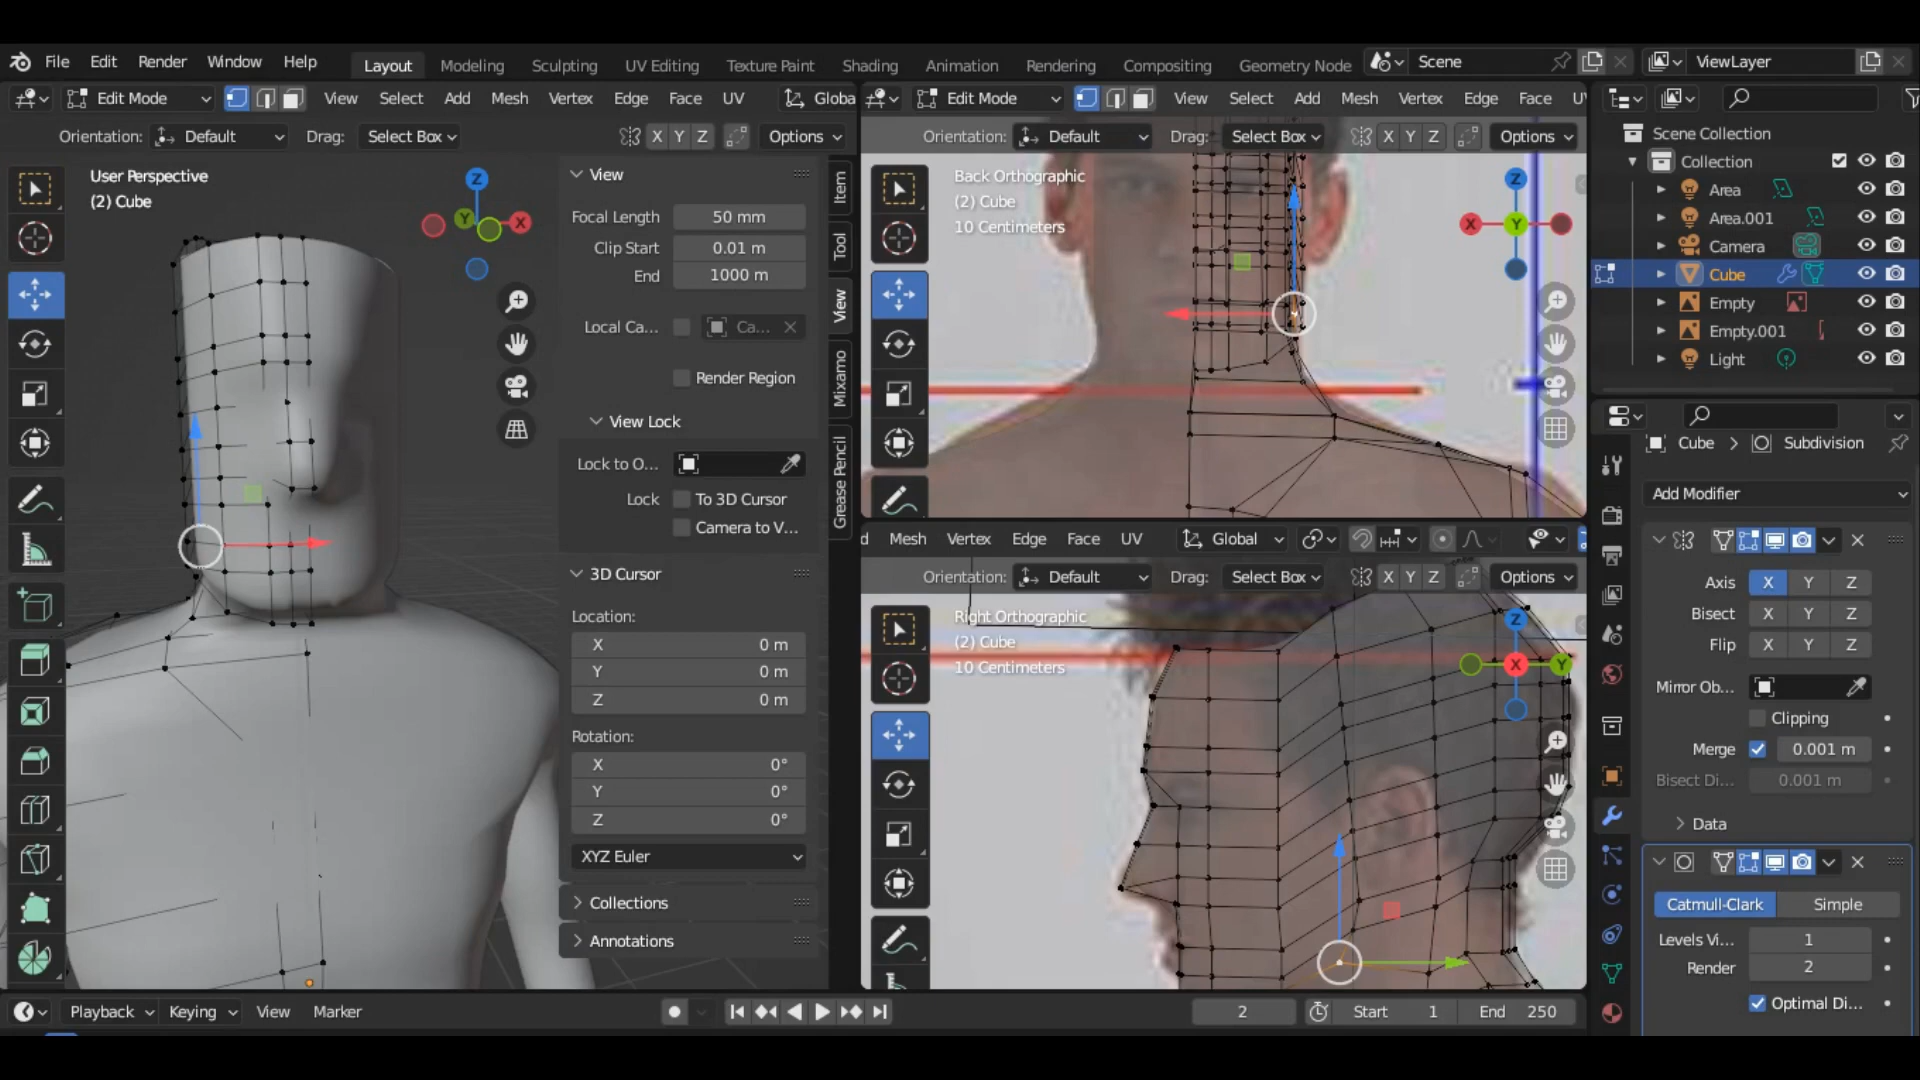 File Edit Render Window Help Layout Modeling Sculpting UV Editing Texture Paint Shading Animation Rendering Compositing Geometry Node Scene ViewLayer
Edit Mode View Select Add Mesh Vertex Edge Face UV Globa
Orientation: Default Drag: Select Box X Y Z Options
User Perspective
(2) Cube
Z
Y
X
View
Focal Length 50 mm
Clip Start 0.01 m
End 1000 m
Local Ca... Ca...
Render Region
View Lock
Lock to O...
Lock To 3D Cursor
Camera to V...
3D Cursor
Location:
X 0 m
Y 0 m
Z 0 m
Rotation:
X 0°
Y 0°
Z 0°
XYZ Euler
Collections
Annotations
Item
Tool
View
Mixamo
Grease Pencil
Edit Mode View Select Add Mesh Vertex Edge Face U
Orientation: Default Drag: Select Box X Y Z Options
Back Orthographic
(2) Cube
10 Centimeters
Z
X Y
d Mesh Vertex Edge Face UV Global
Orientation: Default Drag: Select Box X Y Z Options
Right Orthographic
(2) Cube
10 Centimeters
Z
X Y
Scene Collection
Collection
Area
Area.001
Camera
Cube
Empty
Empty.001
Light
Cube Subdivision
Add Modifier
Axis X Y Z
Bisect X Y Z
Flip X Y Z
Mirror Ob...
Clipping
Merge 0.001 m
Bisect Di... 0.001 m
Data
Catmull-Clark Simple
Levels Vi... 1
Render 2
Optimal Di...
Playback Keying View Marker 2 Start 1 End 250